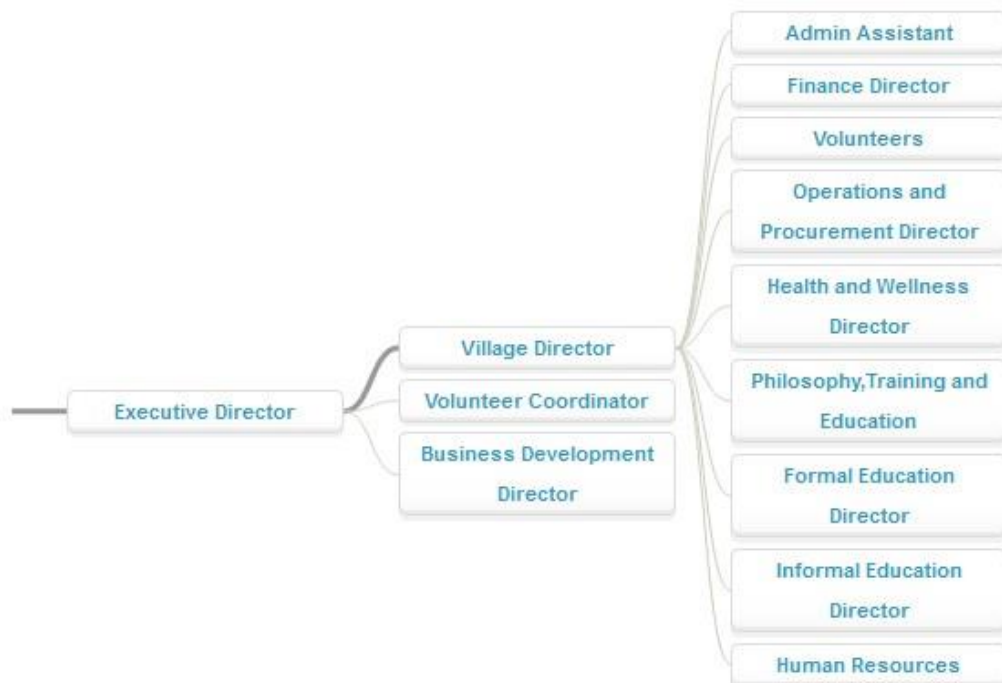 Executive Director
Village Director
Volunteer Coordinator
Business Development
Director
Admin Assistant
Finance Director
Volunteers
Operations and
Procurement Director
Health and Wellness
Director
Philosophy,Training and
Education
Formal Education
Director
Informal Education
Director
Human Resources